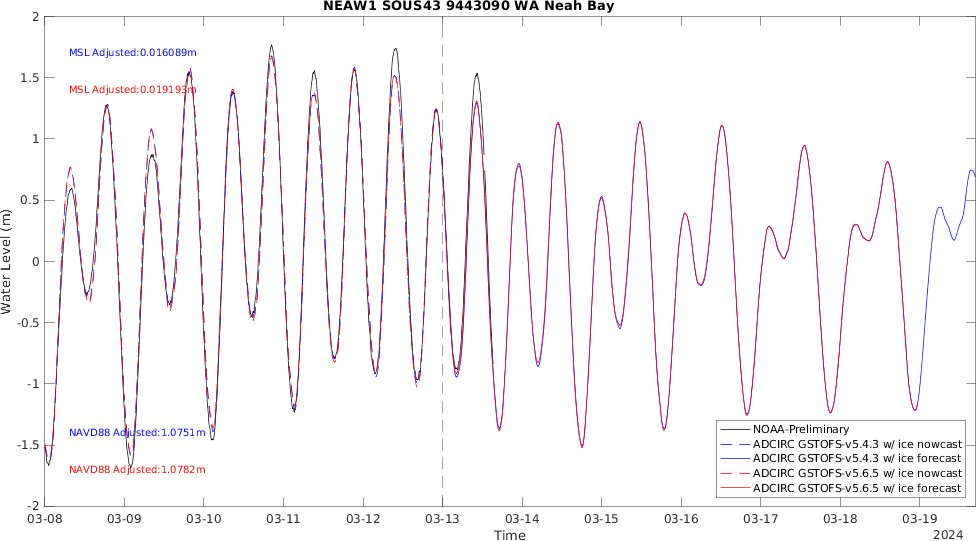 NEAW1 SOUS43 9443090 WA Neah Bay
2
1.5
1
0.5
0
-0.5
-1
-1.5
-2
Water Level (m)
MSL Adjusted:0.016089m
MSL Adjusted:0.019193m
NAVD88 Adjusted:1.0751m
NAVD88 Adjusted:1.0782m
NOAA-Preliminary
ADCIRC GSTOFS-v5.4.3 w/ ice nowcast
ADCIRC GSTOFS-v5.4.3 w/ ice forecast
ADCIRC GSTOFS-v5.6.5 w/ ice nowcast
ADCIRC GSTOFS-v5.6.5 w/ ice forecast
03-08 03-09 03-10 03-11 03-12 03-13 03-14 03-15 03-16 03-17 03-18 03-19
Time
2024